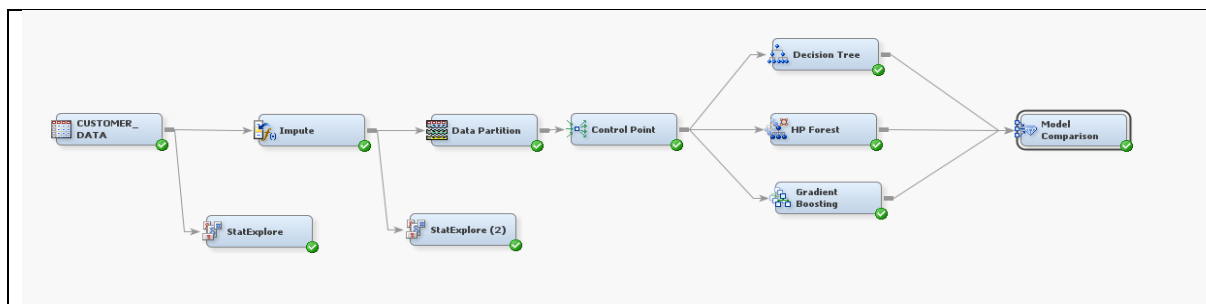 CUSTOMER_
DATA
Impute
Data Partition
Control Point
Decision Tree
HP Forest
Gradient
Boosting
Model
Comparison
StatExplore
StatExplore (2)